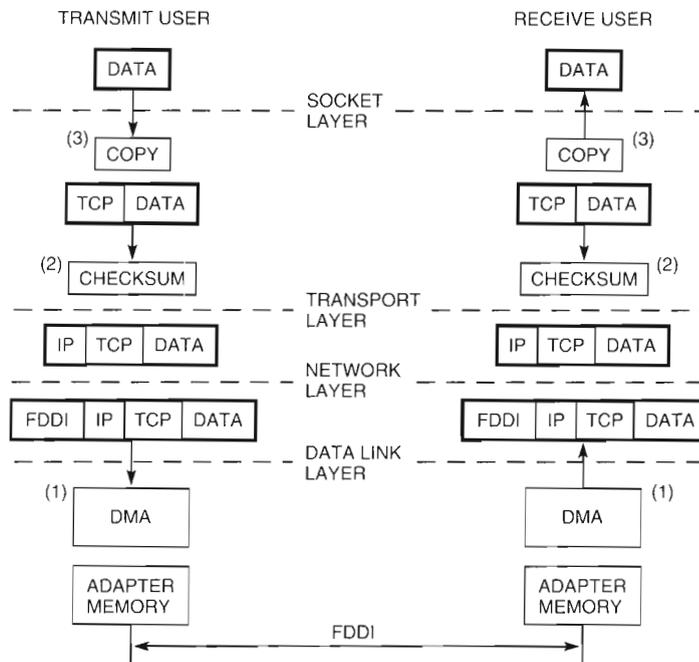 TRANSMIT USER
RECEIVE USER
DATA
DATA
SOCKET
LAYER
(3)
COPY
COPY
(3)
TCP DATA
TCP DATA
(2)
CHECKSUM
CHECKSUM
(2)
TRANSPORT
LAYER
IP TCP DATA
IP TCP DATA
NETWORK
LAYER
FDDI IP TCP DATA
FDDI IP TCP DATA
DATA LINK
LAYER
(1)
DMA
DMA
(1)
ADAPTER
MEMORY
ADAPTER
MEMORY
FDDI